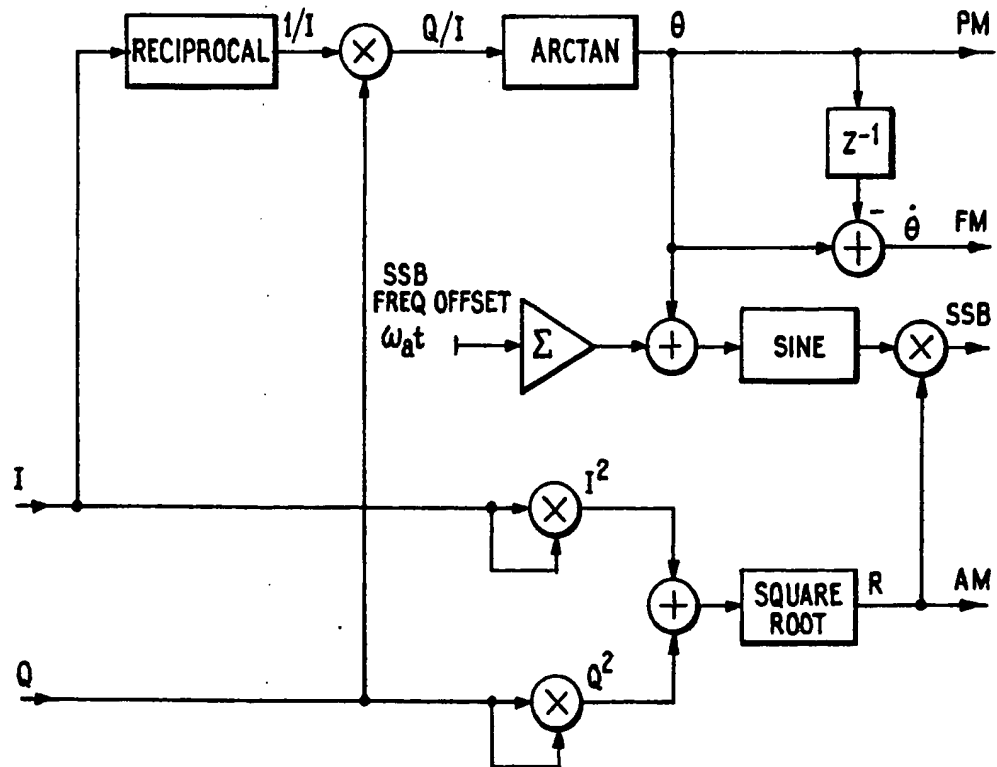 1/I
Q/I
θ
PM
RECIPROCAL
×
ARCTAN
Z⁻¹
−
+
θ̇
FM
SSB
FREQ OFFSET
ωₐt
Σ
+
SINE
×
SSB
I
×
I²
+
SQUARE
ROOT
R
AM
Q
×
Q²